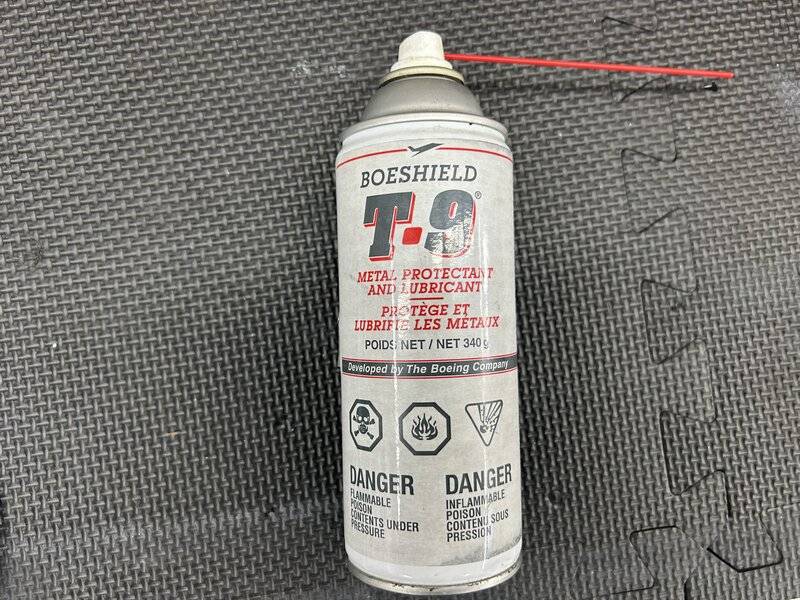 BOESHIELD
T·9®
METAL PROTECTANT
AND LUBRICANT
PROTÈGE ET
LUBRIFIE LES MÉTAUX
POIDS NET / NET 340 g
Developed by The Boeing Company
DANGER
FLAMMABLE
POISON
CONTENTS UNDER
PRESSURE
DANGER
INFLAMMABLE
POISON
CONTENU SOUS
PRESSION